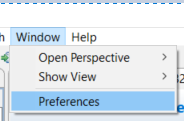 h Window Help
Open Perspective >
Show View >
Preferences